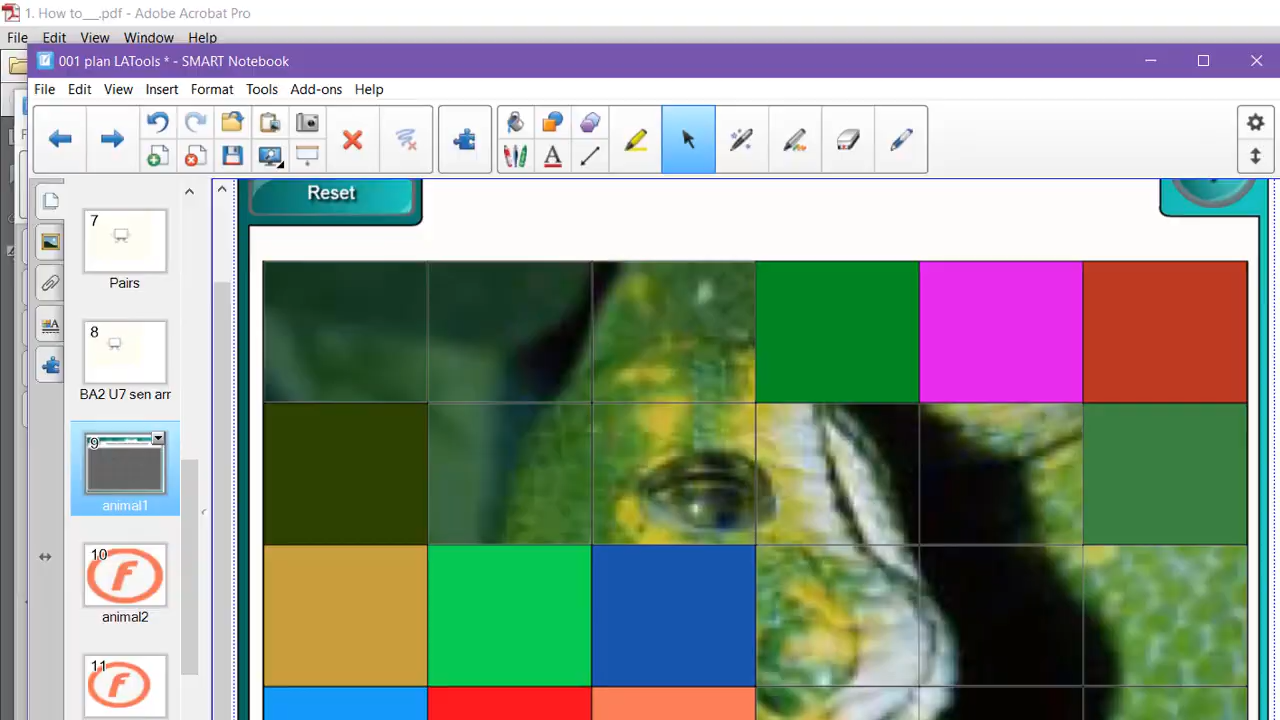 1. How to__.pdf - Adobe Acrobat Pro
File Edit View Window Help
001 plan LATools * - SMART Notebook
File Edit View Insert Format Tools Add-ons Help
Reset
7
Pairs
8
BA2 U7 sen arr
9
animal1
10
animal2
11